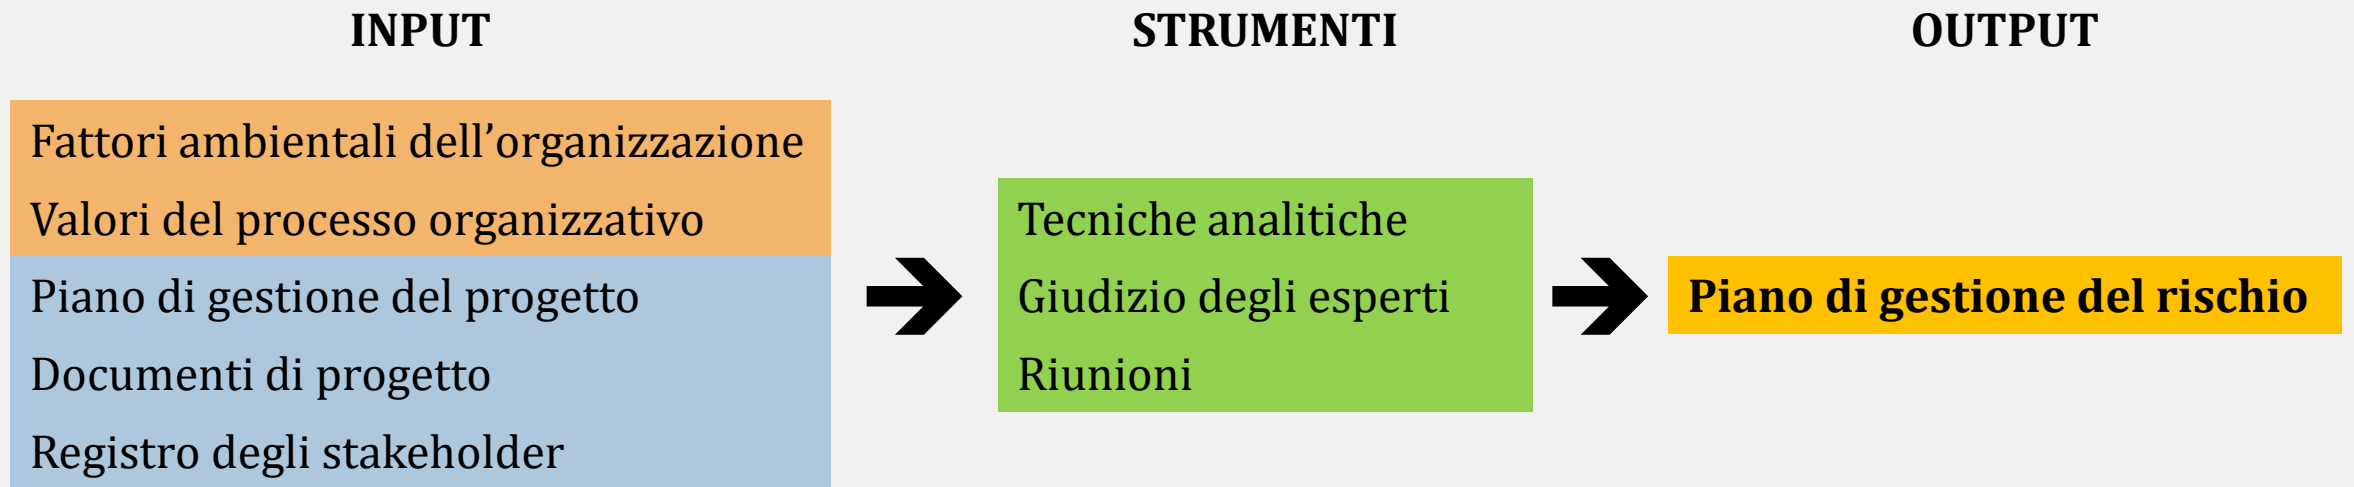 INPUT
STRUMENTI
OUTPUT
Fattori ambientali dell’organizzazione
Valori del processo organizzativo
Piano di gestione del progetto
Documenti di progetto
Registro degli stakeholder
Tecniche analitiche
Giudizio degli esperti
Riunioni
Piano di gestione del rischio